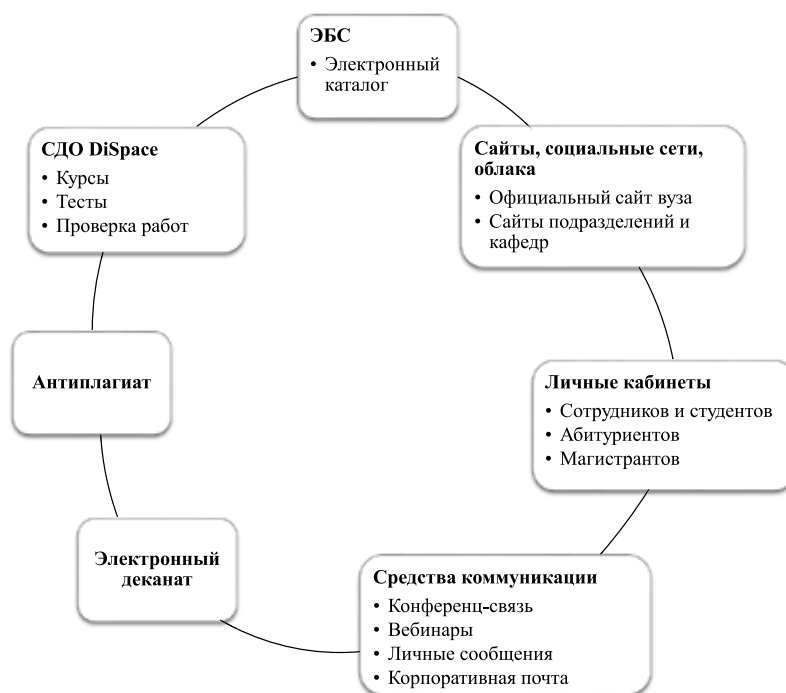 ЭБС
• Электронный
каталог
СДО DiSpace
• Курсы
• Тесты
• Проверка работ
Сайты, социальные сети,
облака
• Официальный сайт вуза
• Сайты подразделений и
кафедр
Антиплагиат
Личные кабинеты
• Сотрудников и студентов
• Абитуриентов
• Магистрантов
Электронный
деканат
Средства коммуникации
• Конференц-связь
• Вебинары
• Личные сообщения
• Корпоративная почта